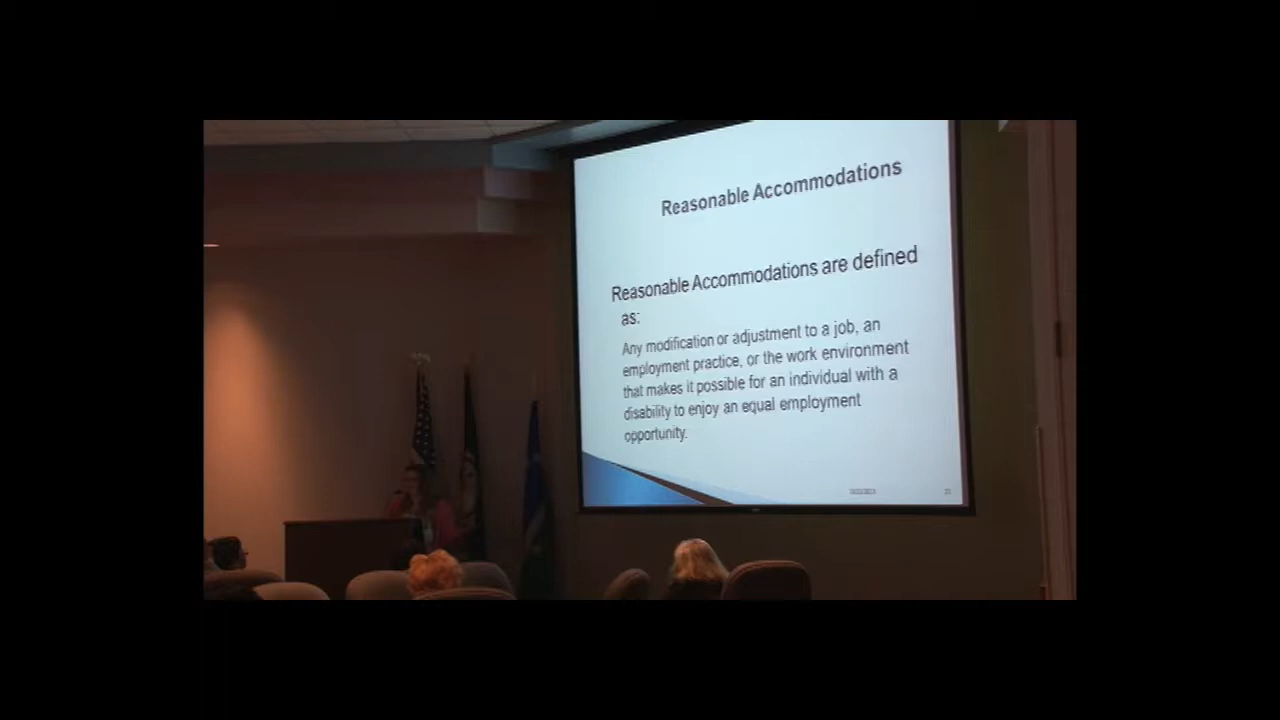 Reasonable Accommodations
Reasonable Accommodations are defined
as:
Any modification or adjustment to a job, an
employment practice, or the work environment
that makes it possible for an individual with a
disability to enjoy an equal employment
opportunity.